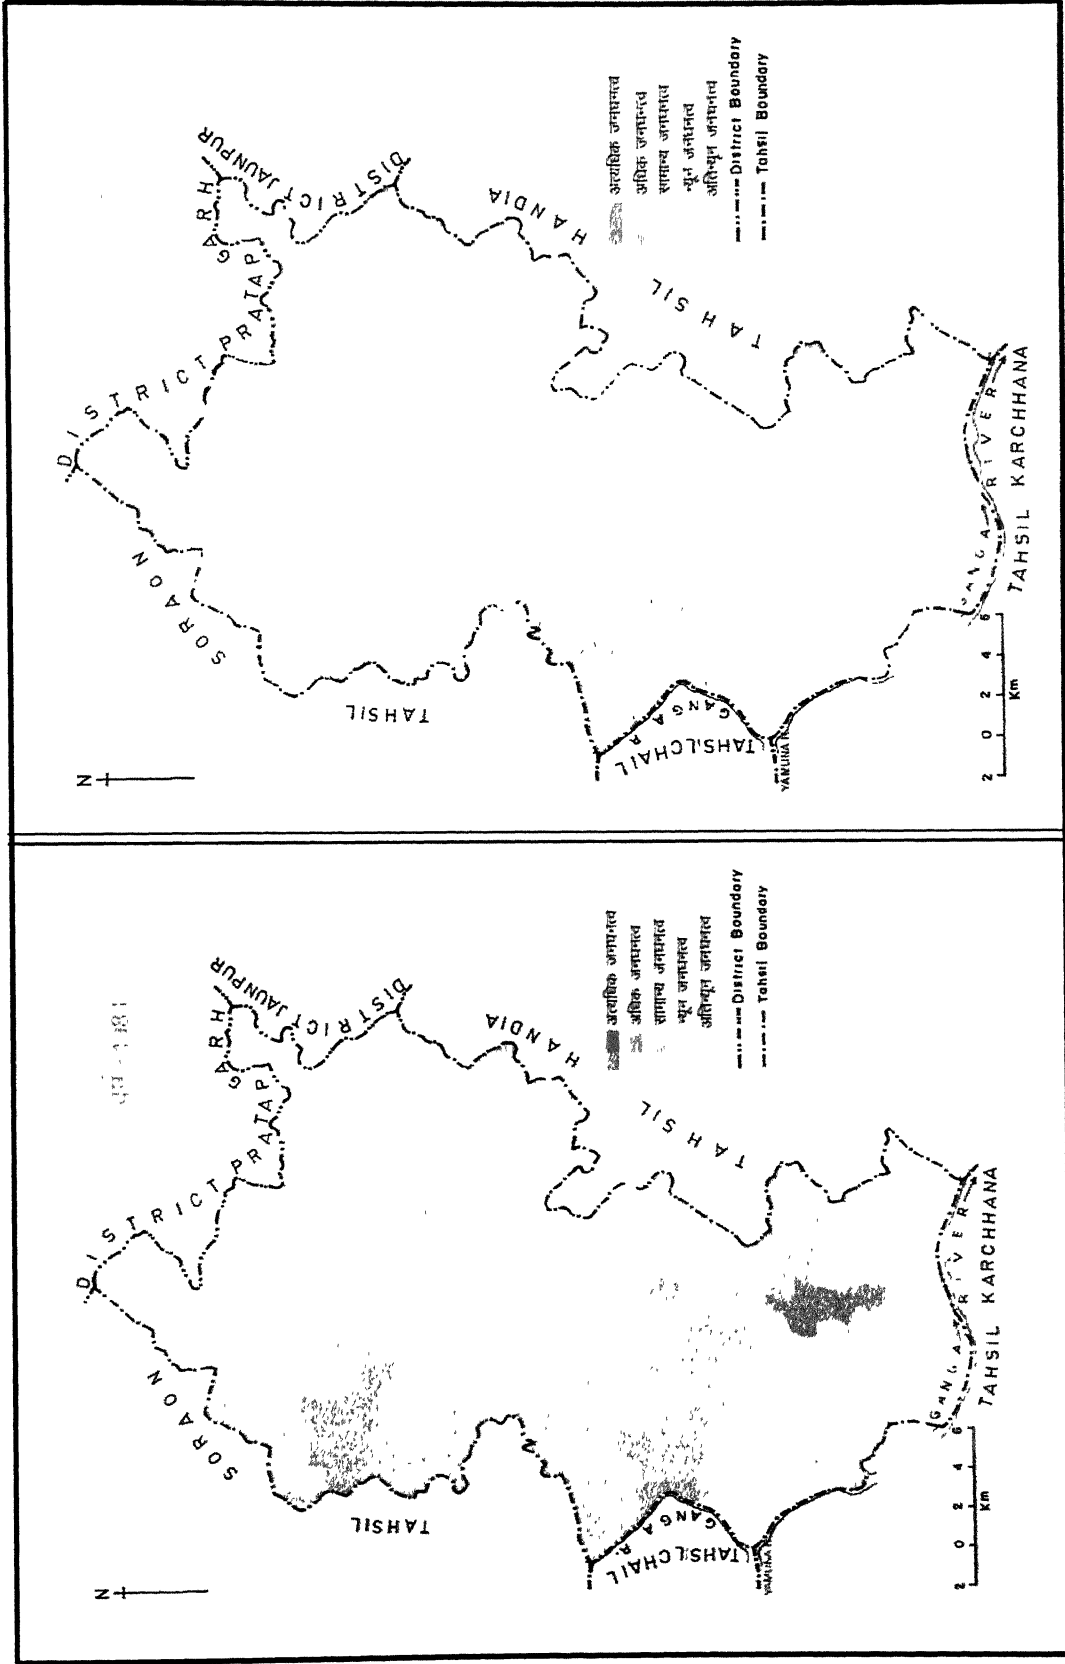 N
DISTRICT PRATAPGARH
DISTRICT JAUNPUR
TAHSIL SORAON
TAHSIL HANDIA
TAHSIL CHAIL
GANGA R.
YAMUNA R.
GANGA RIVER
TAHSIL KARCHHANA
अत्यधिक जनघनत्व
अधिक जनघनत्व
सामान्य जनघनत्व
न्यून जनघनत्व
अतिन्यून जनघनत्व
District Boundary
Tahsil Boundary
2 0 2 4 6
Km
N
DISTRICT PRATAPGARH
DISTRICT JAUNPUR
TAHSIL SORAON
TAHSIL HANDIA
TAHSIL CHAIL
GANGA R.
YAMUNA R.
GANGA RIVER
TAHSIL KARCHHANA
अत्यधिक जनघनत्व
अधिक जनघनत्व
सामान्य जनघनत्व
न्यून जनघनत्व
अतिन्यून जनघनत्व
District Boundary
Tahsil Boundary
2 0 2 4 6
Km